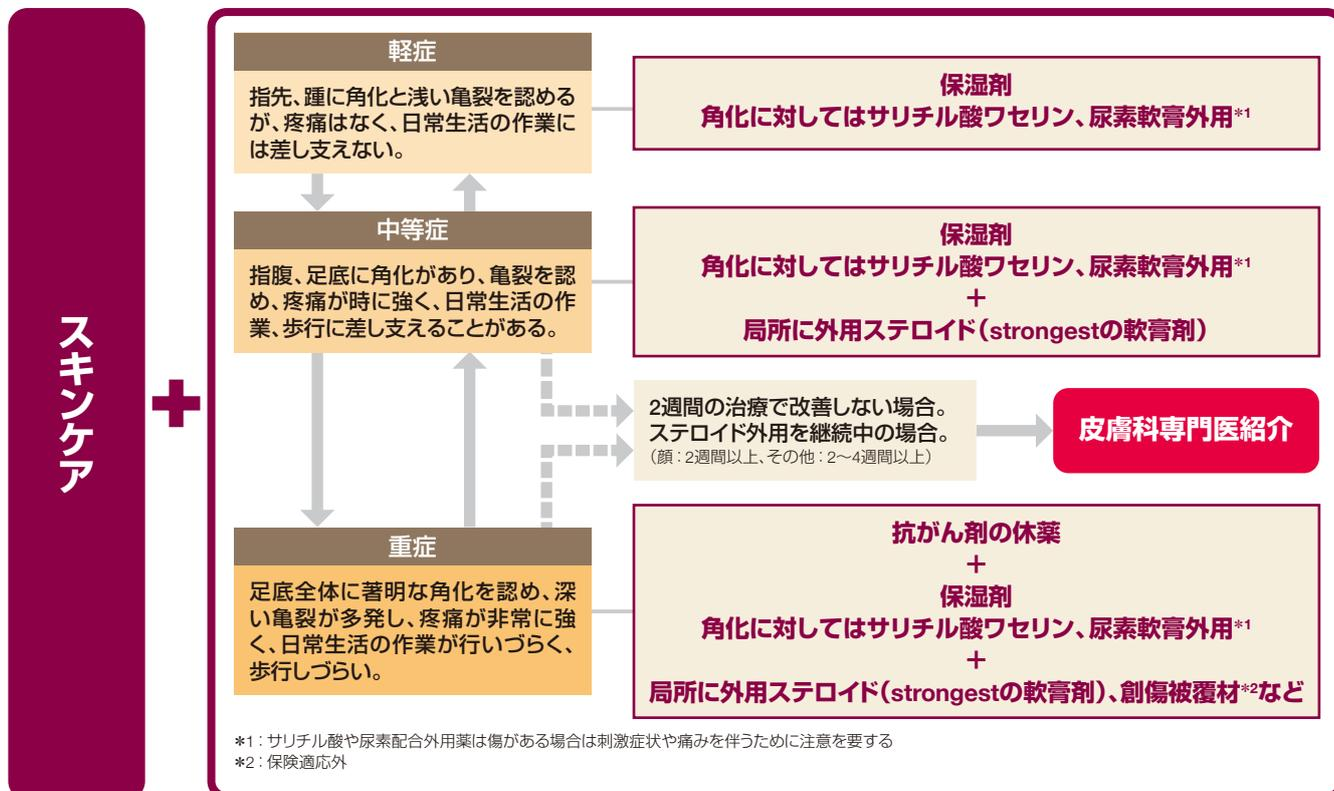 スキンケア
軽症
指先、踵に角化と浅い亀裂を認める
が、疼痛はなく、日常生活の作業に
は差し支えない。
保湿剤
角化に対してはサリチル酸ワセリン、尿素軟膏外用*1
中等症
指腹、足底に角化があり、亀裂を認
め、疼痛が時に強く、日常生活の作
業、歩行に差し支えることがある。
保湿剤
角化に対してはサリチル酸ワセリン、尿素軟膏外用*1
+
局所に外用ステロイド（strongestの軟膏剤）
2週間の治療で改善しない場合。
ステロイド外用を継続中の場合。
（顔：2週間以上、その他：2〜4週間以上）
皮膚科専門医紹介
重症
足底全体に著明な角化を認め、深
い亀裂が多発し、疼痛が非常に強
く、日常生活の作業が行いづらく、
歩行しづらい。
抗がん剤の休薬
+
保湿剤
角化に対してはサリチル酸ワセリン、尿素軟膏外用*1
+
局所に外用ステロイド（strongestの軟膏剤）、創傷被覆材*2など
*1：サリチル酸や尿素配合外用薬は傷がある場合は刺激症状や痛みを伴うために注意を要する
*2：保険適応外